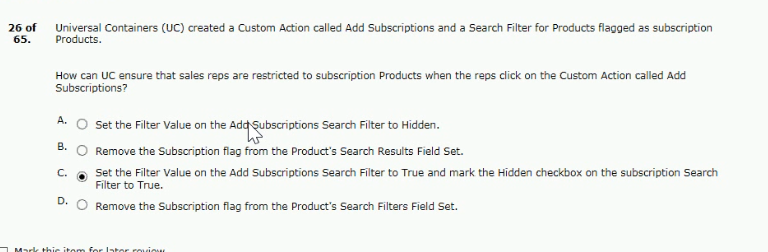 26 of Universal Containers (UC) created a Custom Action called Add Subscriptions and a Search Filter for Products flagged as subscription
65. Products.
How can UC ensure that sales reps are restricted to subscription Products when the reps click on the Custom Action called Add
Subscriptions?
A. Set the Filter Value on the Add Subscriptions Search Filter to Hidden.
B. Remove the Subscription flag from the Product's Search Results Field Set.
C. Set the Filter Value on the Add Subscriptions Search Filter to True and mark the Hidden checkbox on the subscription Search
Filter to True.
D. Remove the Subscription flag from the Product's Search Filters Field Set.
Mark this item for later review